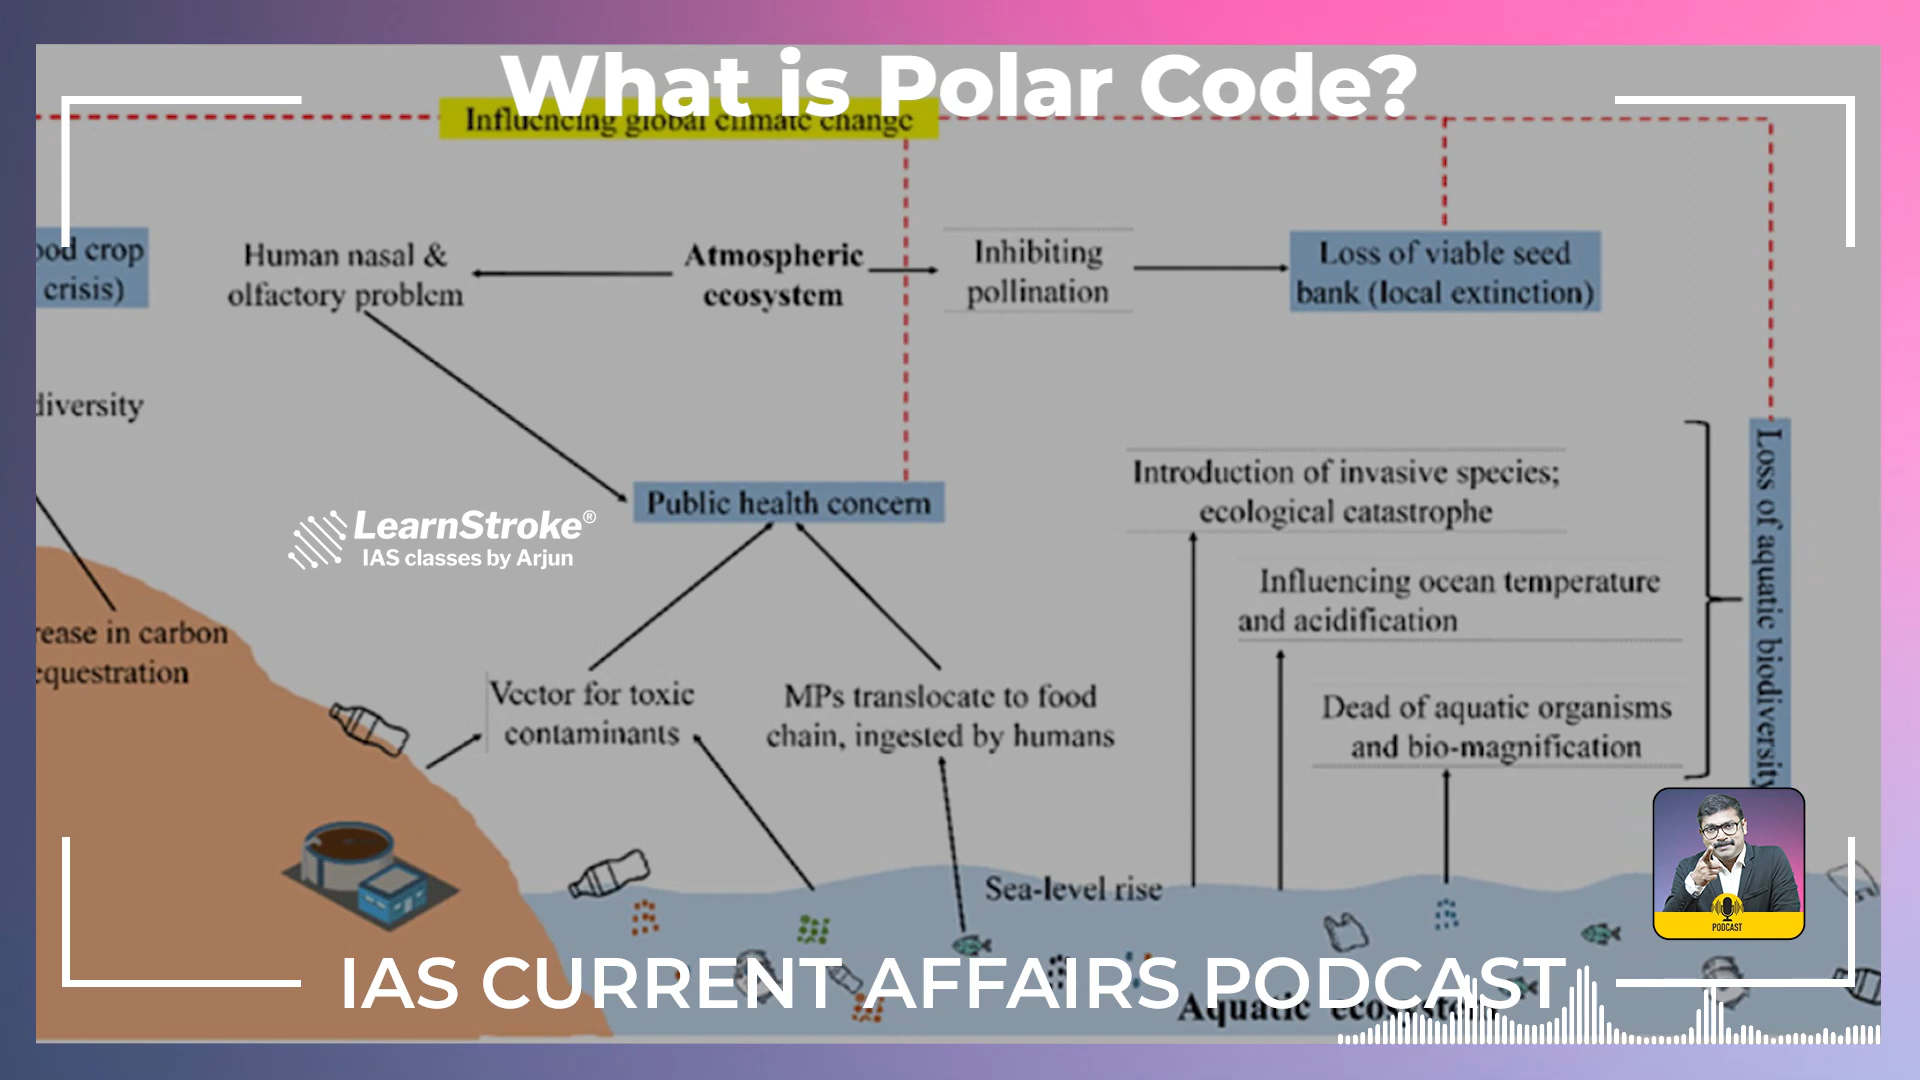 What is Polar Code?
Influencing global climate change
ood crop
crisis)
Human nasal &
olfactory problem
Atmospheric
ecosystem
Inhibiting
pollination
Loss of viable seed
bank (local extinction)
diversity
Public health concern
Introduction of invasive species;
ecological catastrophe
Loss of aquatic biodiversity
LearnStroke®
IAS classes by Arjun
Influencing ocean temperature
and acidification
rease in carbon
equestration
Vector for toxic
contaminants
MPs translocate to food
chain, ingested by humans
Dead of aquatic organisms
and bio-magnification
Sea-level rise
PODCAST
IAS CURRENT AFFAIRS PODCAST
Aquatic ecosystem